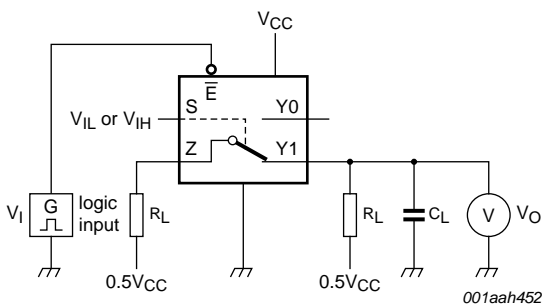 VCC
E
S
Y0
VIL or VIH
Z
Y1
VI
G
logic
input
RL
RL
CL
V
VO
0.5VCC
0.5VCC
001aah452